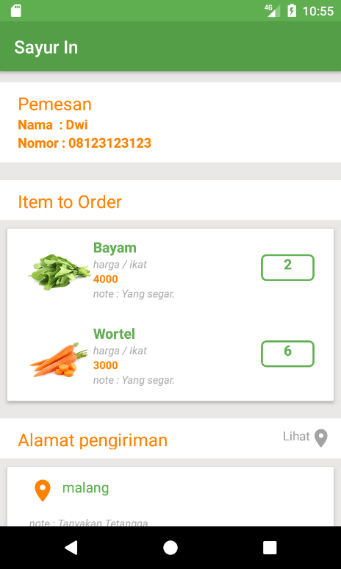 4G 10:55
Sayur In
Pemesan
Nama : Dwi
Nomor : 08123123123
Item to Order
Bayam
harga / ikat
4000
note : Yang segar.
2
Wortel
harga / ikat
3000
note : Yang segar.
6
Alamat pengiriman
Lihat
malang
note : Tanyakan Tetangga